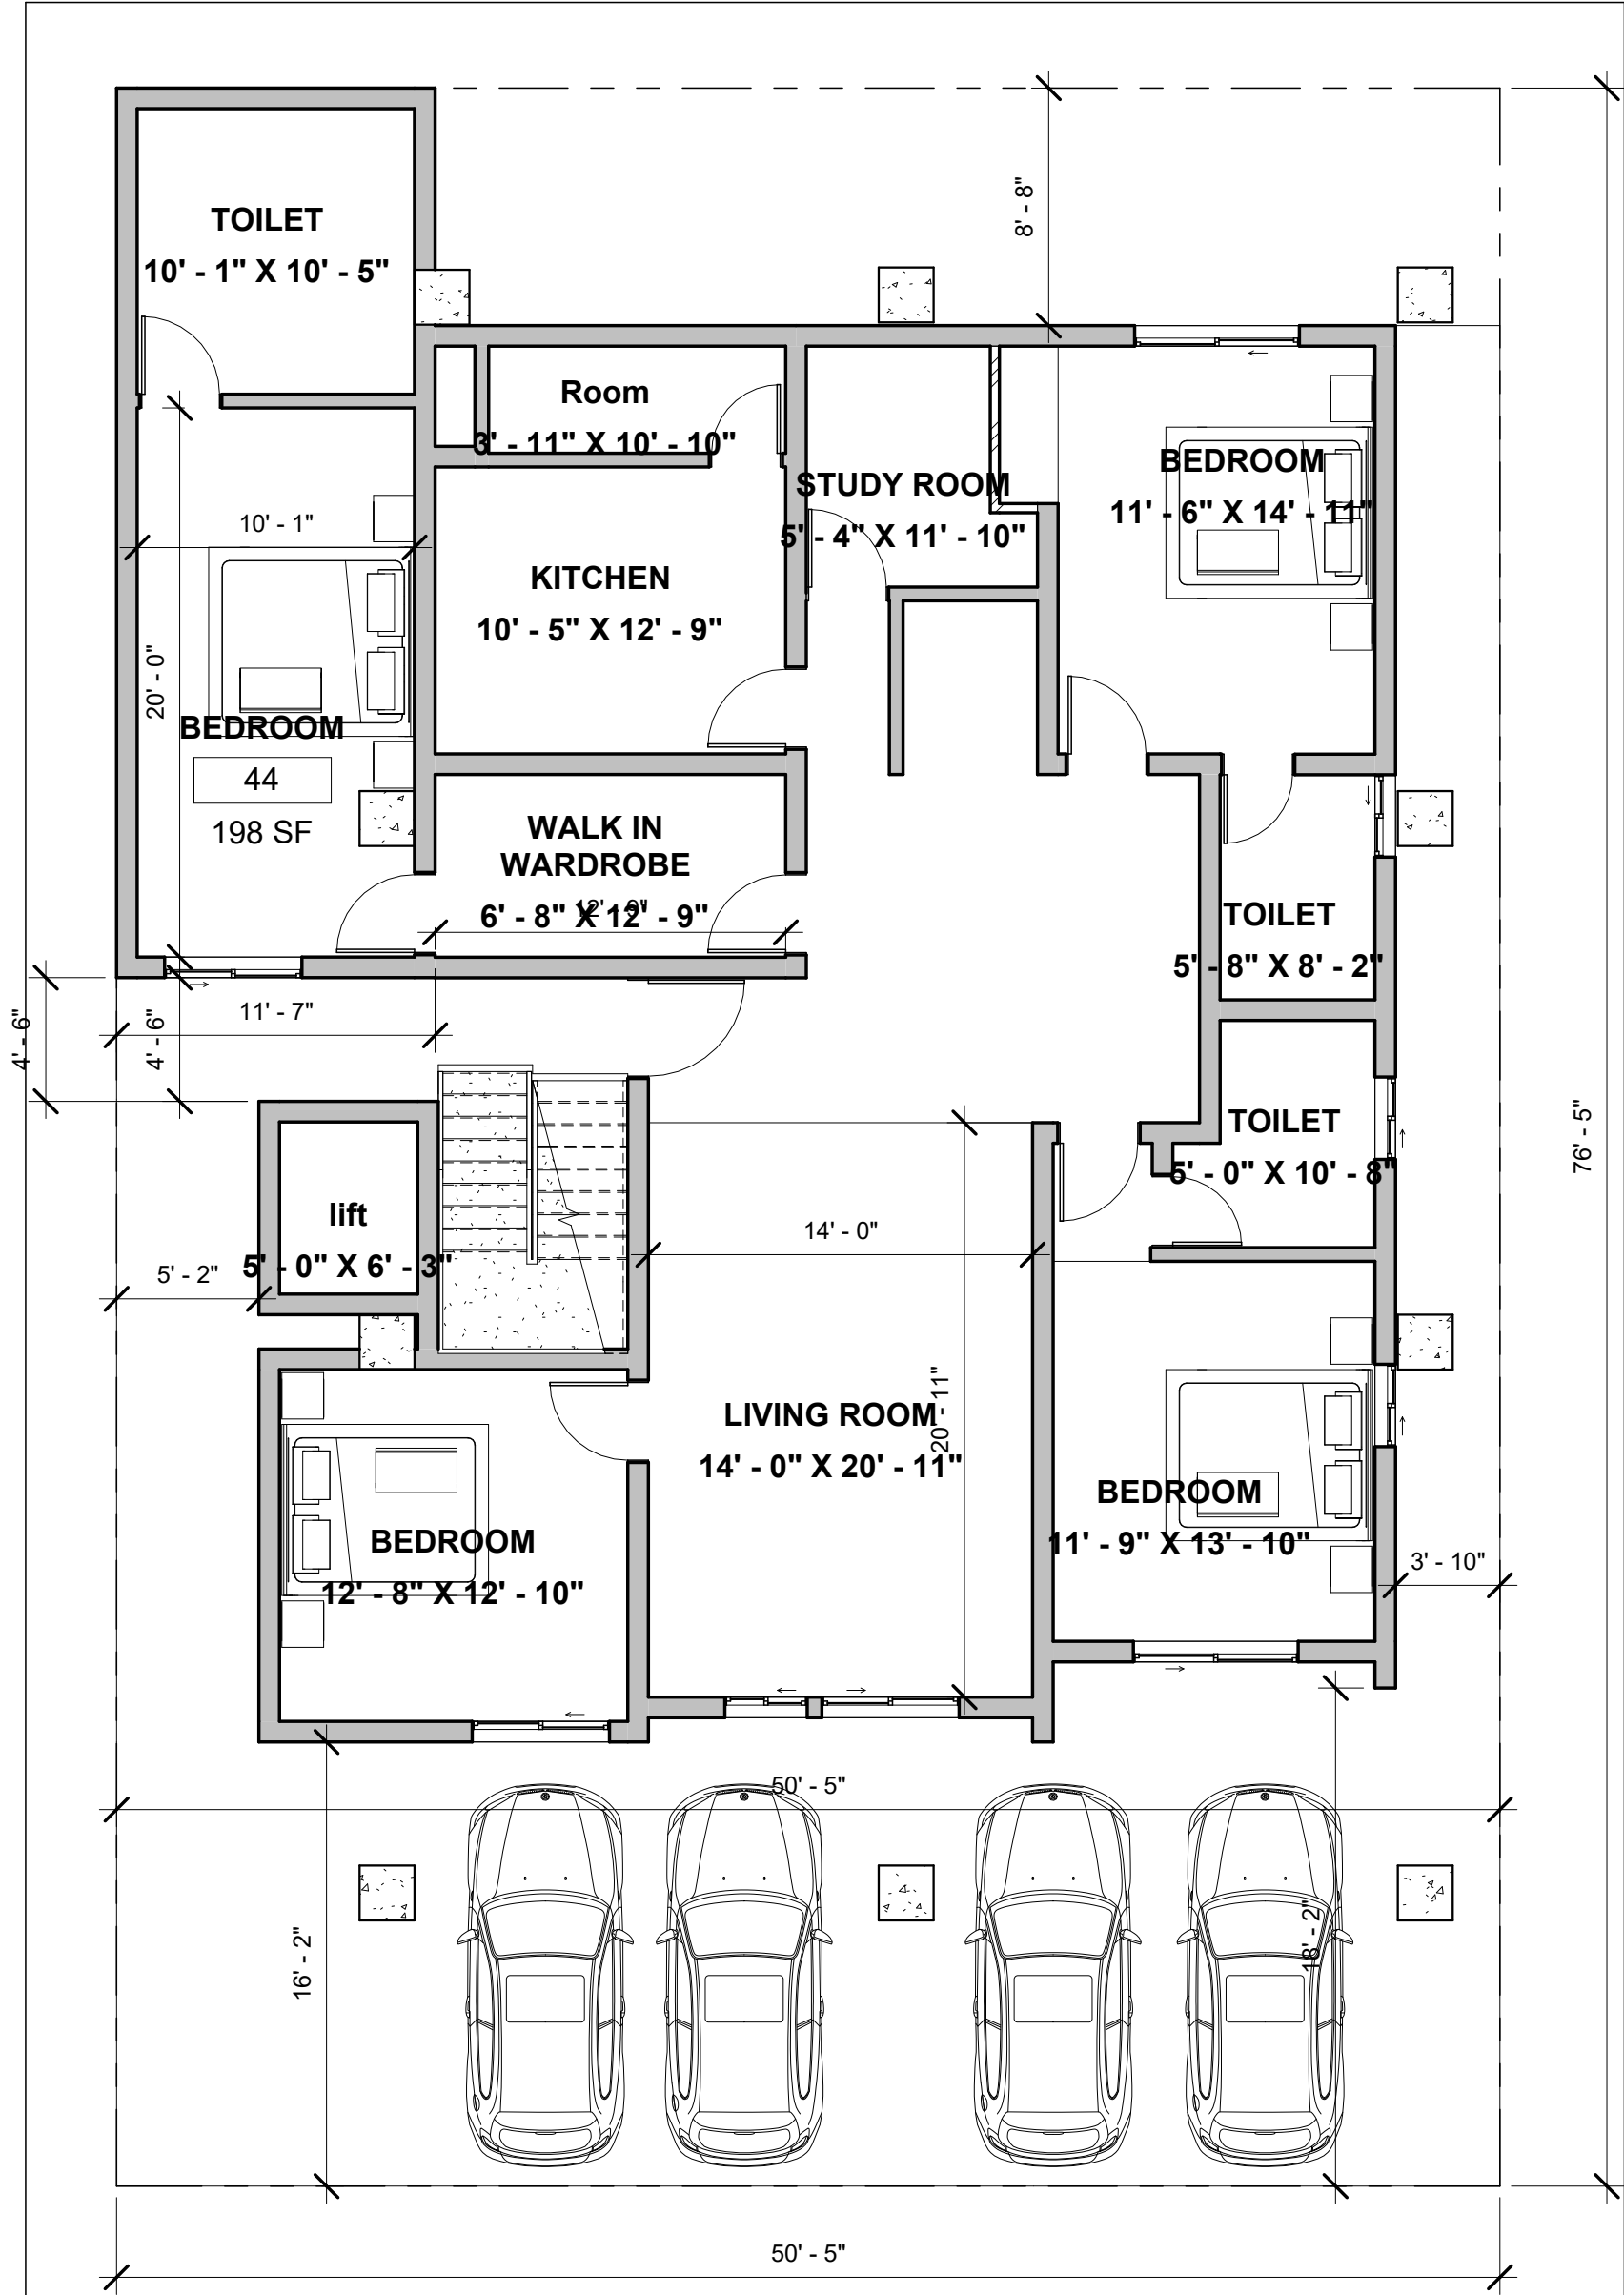 8' - 8"
TOILET
10' - 1" X 10' - 5"
Room
3' - 11" X 10' - 10"
STUDY ROOM
5' - 4" X 11' - 10"
BEDROOM
11' - 6" X 14' - 11"
10' - 1"
KITCHEN
10' - 5" X 12' - 9"
20' - 0"
BEDROOM
44
198 SF
WALK IN
WARDROBE
6' - 8" X 12' - 9"
12' - 9"
TOILET
5' - 8" X 8' - 2"
11' - 7"
4' - 6"
4' - 6"
TOILET
5' - 0" X 10' - 8"
76' - 5"
lift
5' - 0" X 6' - 3"
5' - 2"
14' - 0"
20' - 11"
LIVING ROOM
14' - 0" X 20' - 11"
BEDROOM
11' - 9" X 13' - 10"
BEDROOM
12' - 8" X 12' - 10"
3' - 10"
50' - 5"
16' - 2"
18' - 2"
50' - 5"